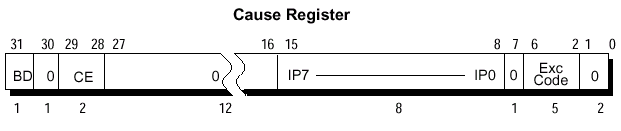 Cause Register
31 30 29 28 27 16 15 8 7 6 2 1 0
BD 0 CE 0 IP7 IP0 0 Exc Code 0
1 1 2 12 8 1 5 2